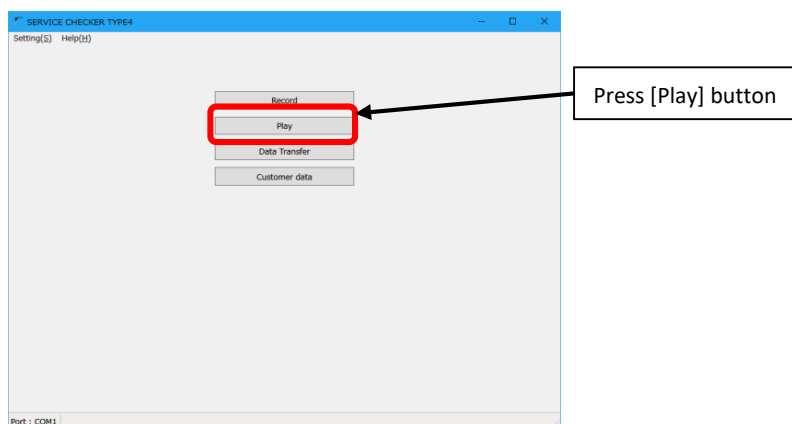 SERVICE CHECKER TYPE4
Setting(S) Help(H)
Record
Press [Play] button
Play
Data Transfer
Customer data
Port : COM1